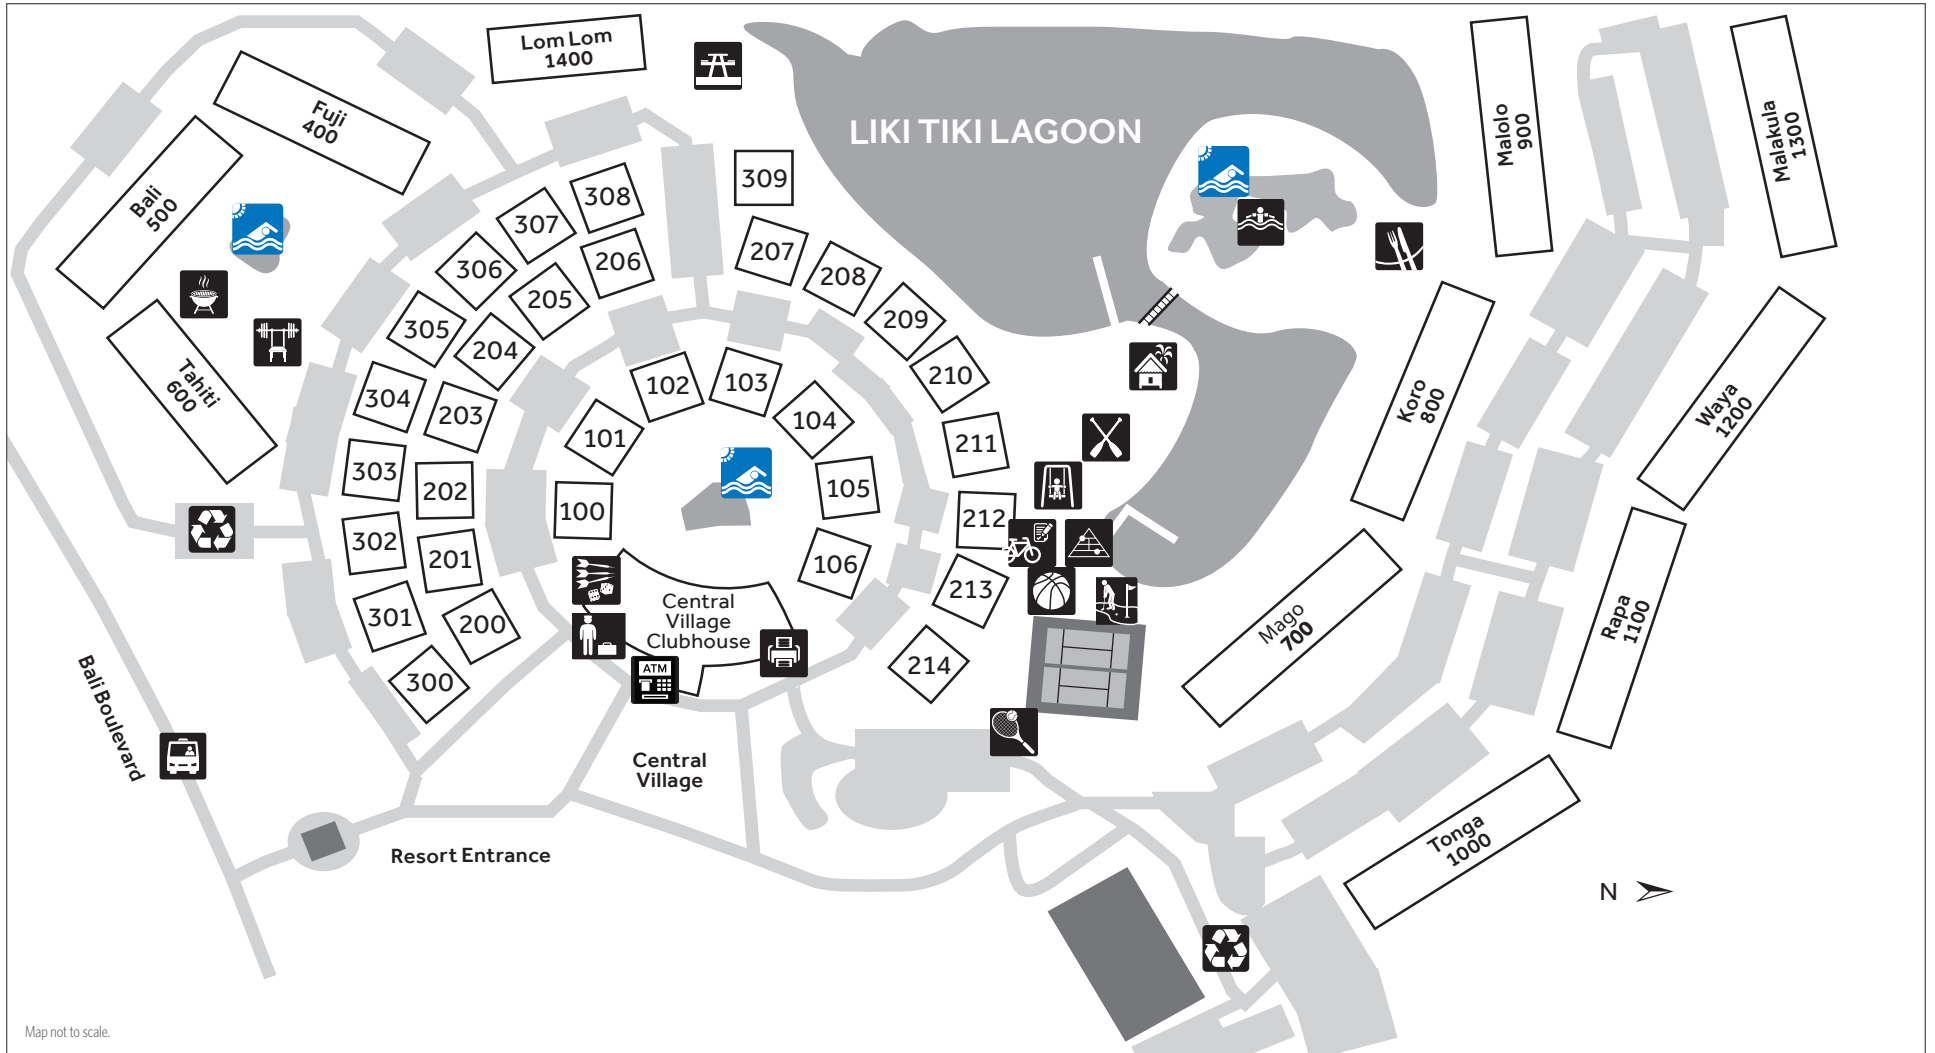 Lom Lom
1400
Fuji
400
Bali
500
Tahiti
600
LIKI TIKI LAGOON
Malolo
900
Malakula
1300
Koro
800
Waya
1200
Mago
700
Rapa
1100
Tonga
1000
309
308
307
306
305
304
303
302
301
300
207
206
205
204
203
202
201
200
208
209
210
211
212
213
214
102
103
101
104
100
105
106
Central
Village
Clubhouse
ATM
Central
Village
Bali Boulevard
Resort Entrance
N
Map not to scale.